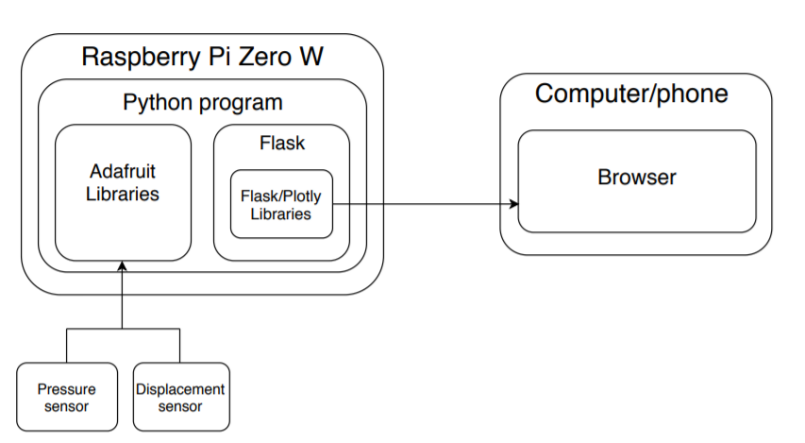 Raspberry Pi Zero W
Python program
Adafruit
Libraries
Flask
Flask/Plotly
Libraries
Computer/phone
Browser
Pressure
sensor
Displacement
sensor